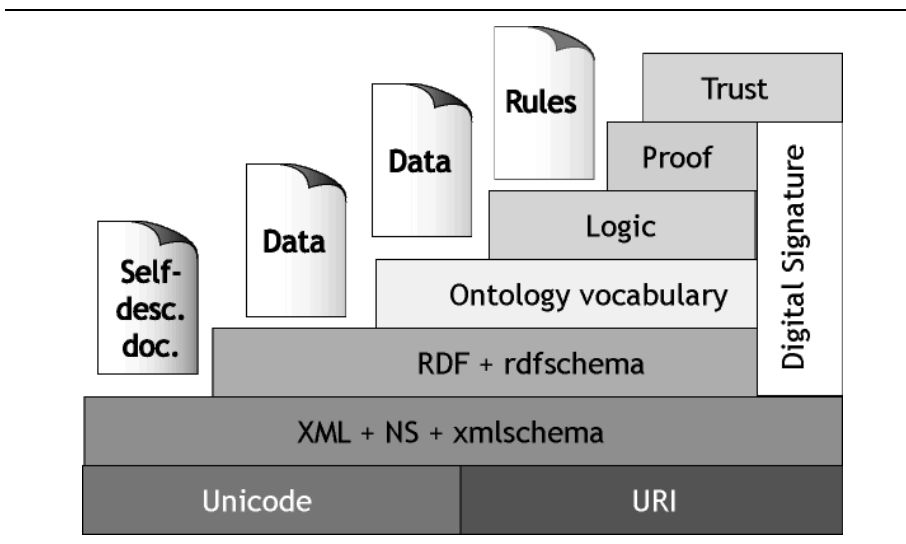 Rules
Trust
Data
Proof
Data
Logic
Self-
desc.
doc.
Ontology vocabulary
Digital Signature
RDF + rdfschema
XML + NS + xmlschema
Unicode
URI